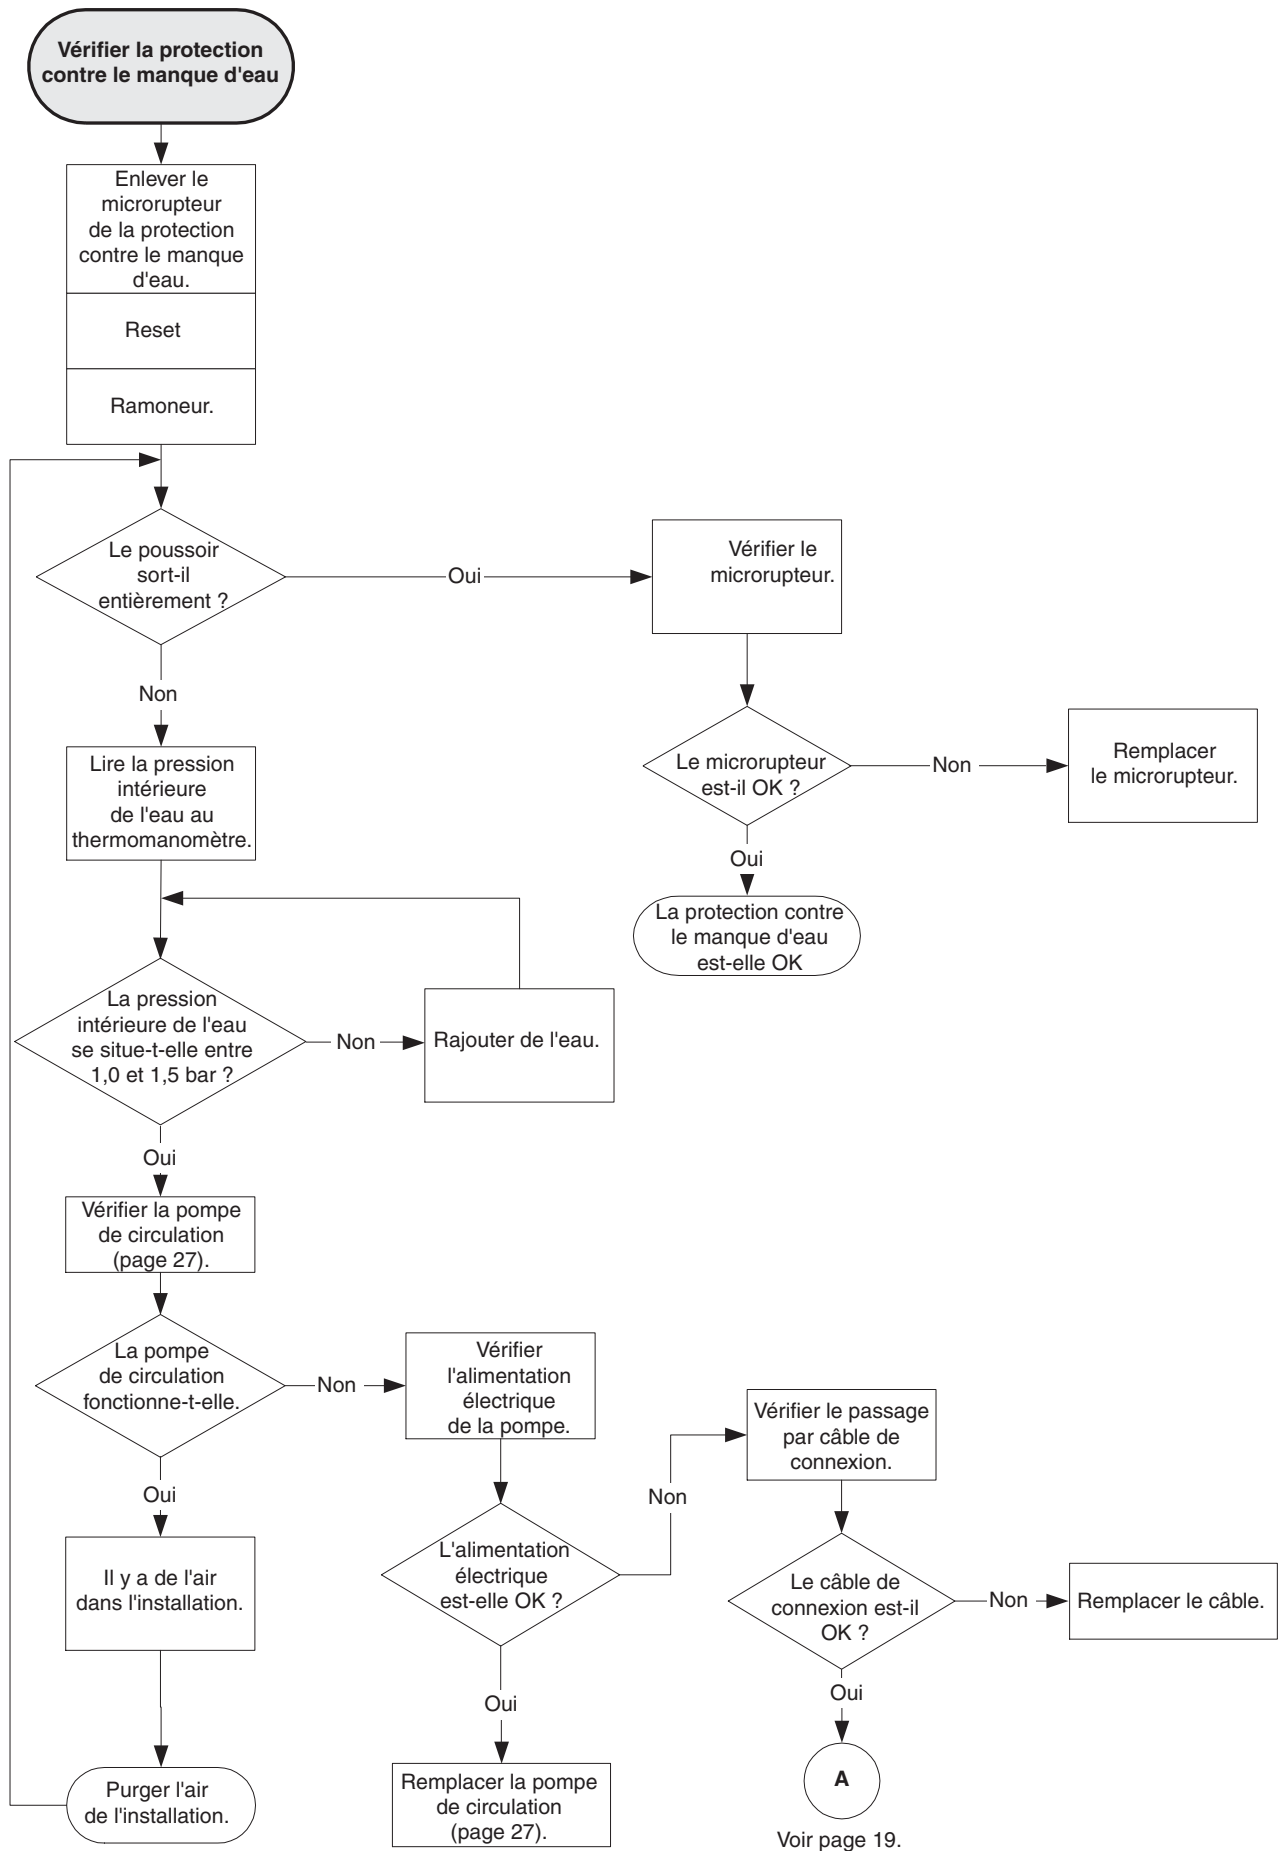 Vérifier la protection
contre le manque d'eau
Enlever le
microrupteur
de la protection
contre le manque
d'eau.
Reset
Ramoneur.
Le poussoir
sort-il
entièrement ?
Oui
Vérifier le
microrupteur.
Non
Le microrupteur
est-il OK ?
Non
Remplacer
le microrupteur.
Lire la pression
intérieure
de l'eau au
thermomanomètre.
Oui
La protection contre
le manque d'eau
est-elle OK
La pression
intérieure de l'eau
se situe-t-elle entre
1,0 et 1,5 bar ?
Non
Rajouter de l'eau.
Oui
Vérifier la pompe
de circulation
(page 27).
La pompe
de circulation
fonctionne-t-elle.
Non
Vérifier
l'alimentation
électrique
de la pompe.
Vérifier le passage
par câble de
connexion.
Oui
Non
L'alimentation
électrique
est-elle OK ?
Il y a de l'air
dans l'installation.
Le câble de
connexion est-il
OK ?
Non
Remplacer le câble.
Oui
Oui
Purger l'air
de l'installation.
Remplacer la pompe
de circulation
(page 27).
A
Voir page 19.